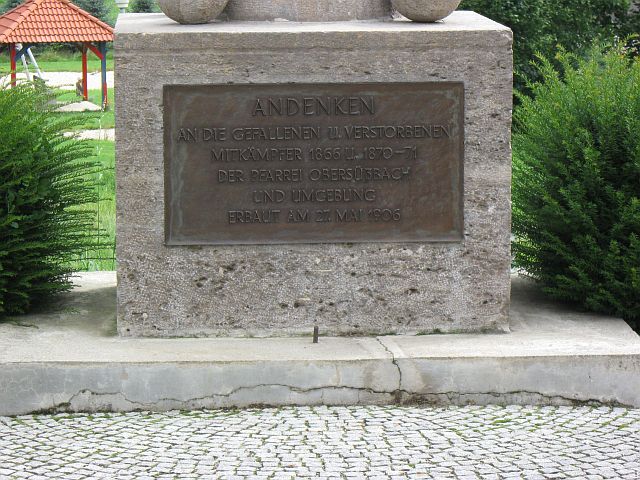 ANDENKEN
AN DIE GEFALLENEN U. VERSTORBENEN
MITKÄMPFER 1866 U. 1870-71
DER PFARREI OBERSÜßBACH
UND UMGEBUNG
ERBAUT AM 27. MAI 1906